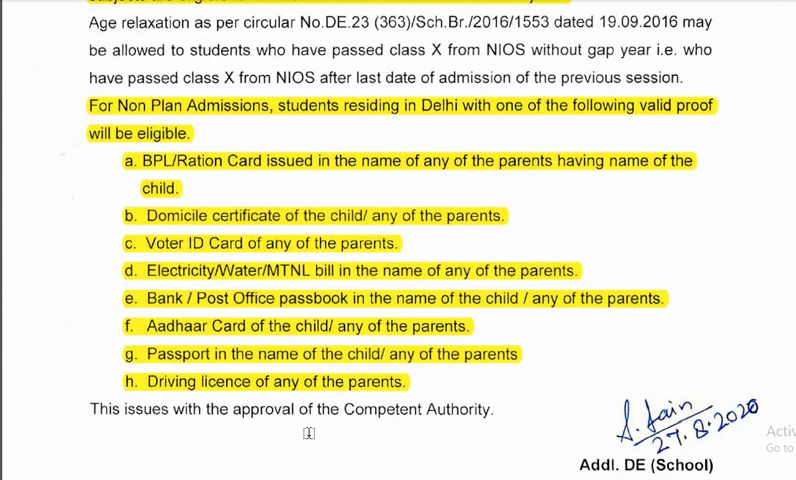 Age relaxation as per circular No.DE.23 (363)/Sch.Br./2016/1553 dated 19.09.2016 may
be allowed to students who have passed class X from NIOS without gap year i.e. who
have passed class X from NIOS after last date of admission of the previous session.
For Non Plan Admissions, students residing in Delhi with one of the following valid proof
will be eligible.
a. BPL/Ration Card issued in the name of any of the parents having name of the
child.
b. Domicile certificate of the child/ any of the parents.
c. Voter ID Card of any of the parents.
d. Electricity/Water/MTNL bill in the name of any of the parents.
e. Bank / Post Office passbook in the name of the child / any of the parents.
f. Aadhaar Card of the child/ any of the parents.
g. Passport in the name of the child/ any of the parents
h. Driving licence of any of the parents.
This issues with the approval of the Competent Authority.
S. Jain
27.8.2020
Addl. DE (School)
Activ
Go to